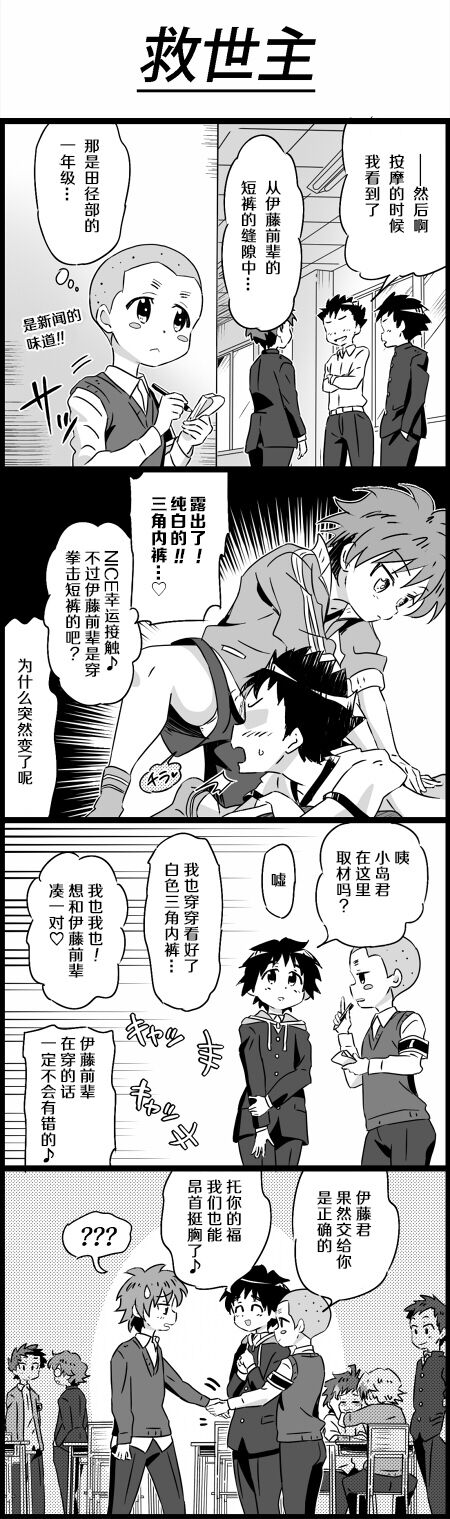 救世主
——然后啊
按摩的时候
我看到了
从伊藤前辈的
短裤的缝隙中…
那是田径部的
一年级…
是新闻的
味道!!
露出了！
纯白的!!
三角内裤
…♡
NICE幸运接触♪
不过伊藤前辈是穿
拳击短裤的吧？
为什么突然变了呢
咦
小岛君
在这里
取材吗？
嘘
我也穿穿看好了
白色三角内裤…
我也我也！
想和伊藤前辈
凑一对♡
伊藤前辈
在穿的话
一定不会有错的♪
キャッ
キャッ
伊藤君
果然交给你
是正确的
托你的福
我们也能
昂首挺胸了♪
???